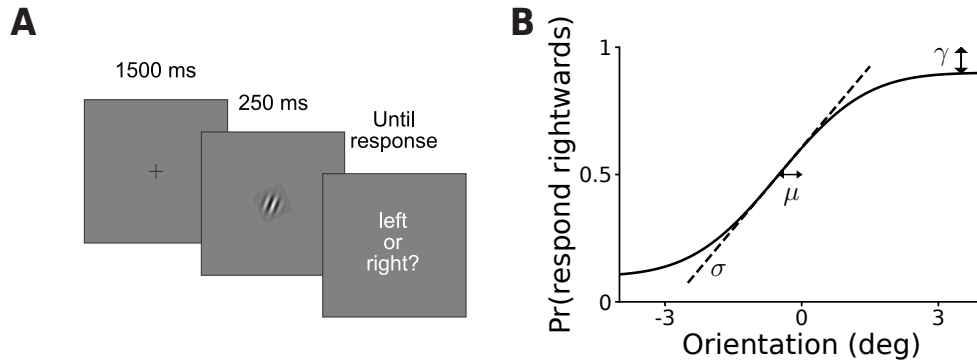 A
1500 ms
250 ms
Until
response
left
or
right?
B
Pr(respond rightwards)
1
0.5
0
γ
μ
σ
-3
0
3
Orientation (deg)